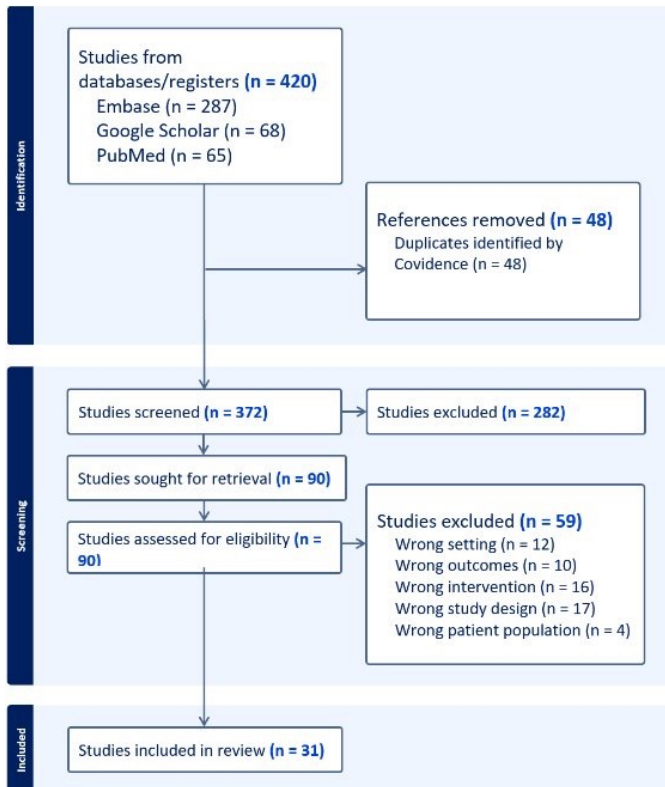 Identification
Studies from
databases/registers (n = 420)
Embase (n = 287)
Google Scholar (n = 68)
PubMed (n = 65)
References removed (n = 48)
Duplicates identified by
Covidence (n = 48)
Screening
Studies screened (n = 372)
Studies excluded (n = 282)
Studies sought for retrieval (n = 90)
Studies assessed for eligibility (n =
90)
Studies excluded (n = 59)
Wrong setting (n = 12)
Wrong outcomes (n = 10)
Wrong intervention (n = 16)
Wrong study design (n = 17)
Wrong patient population (n = 4)
Included
Studies included in review (n = 31)